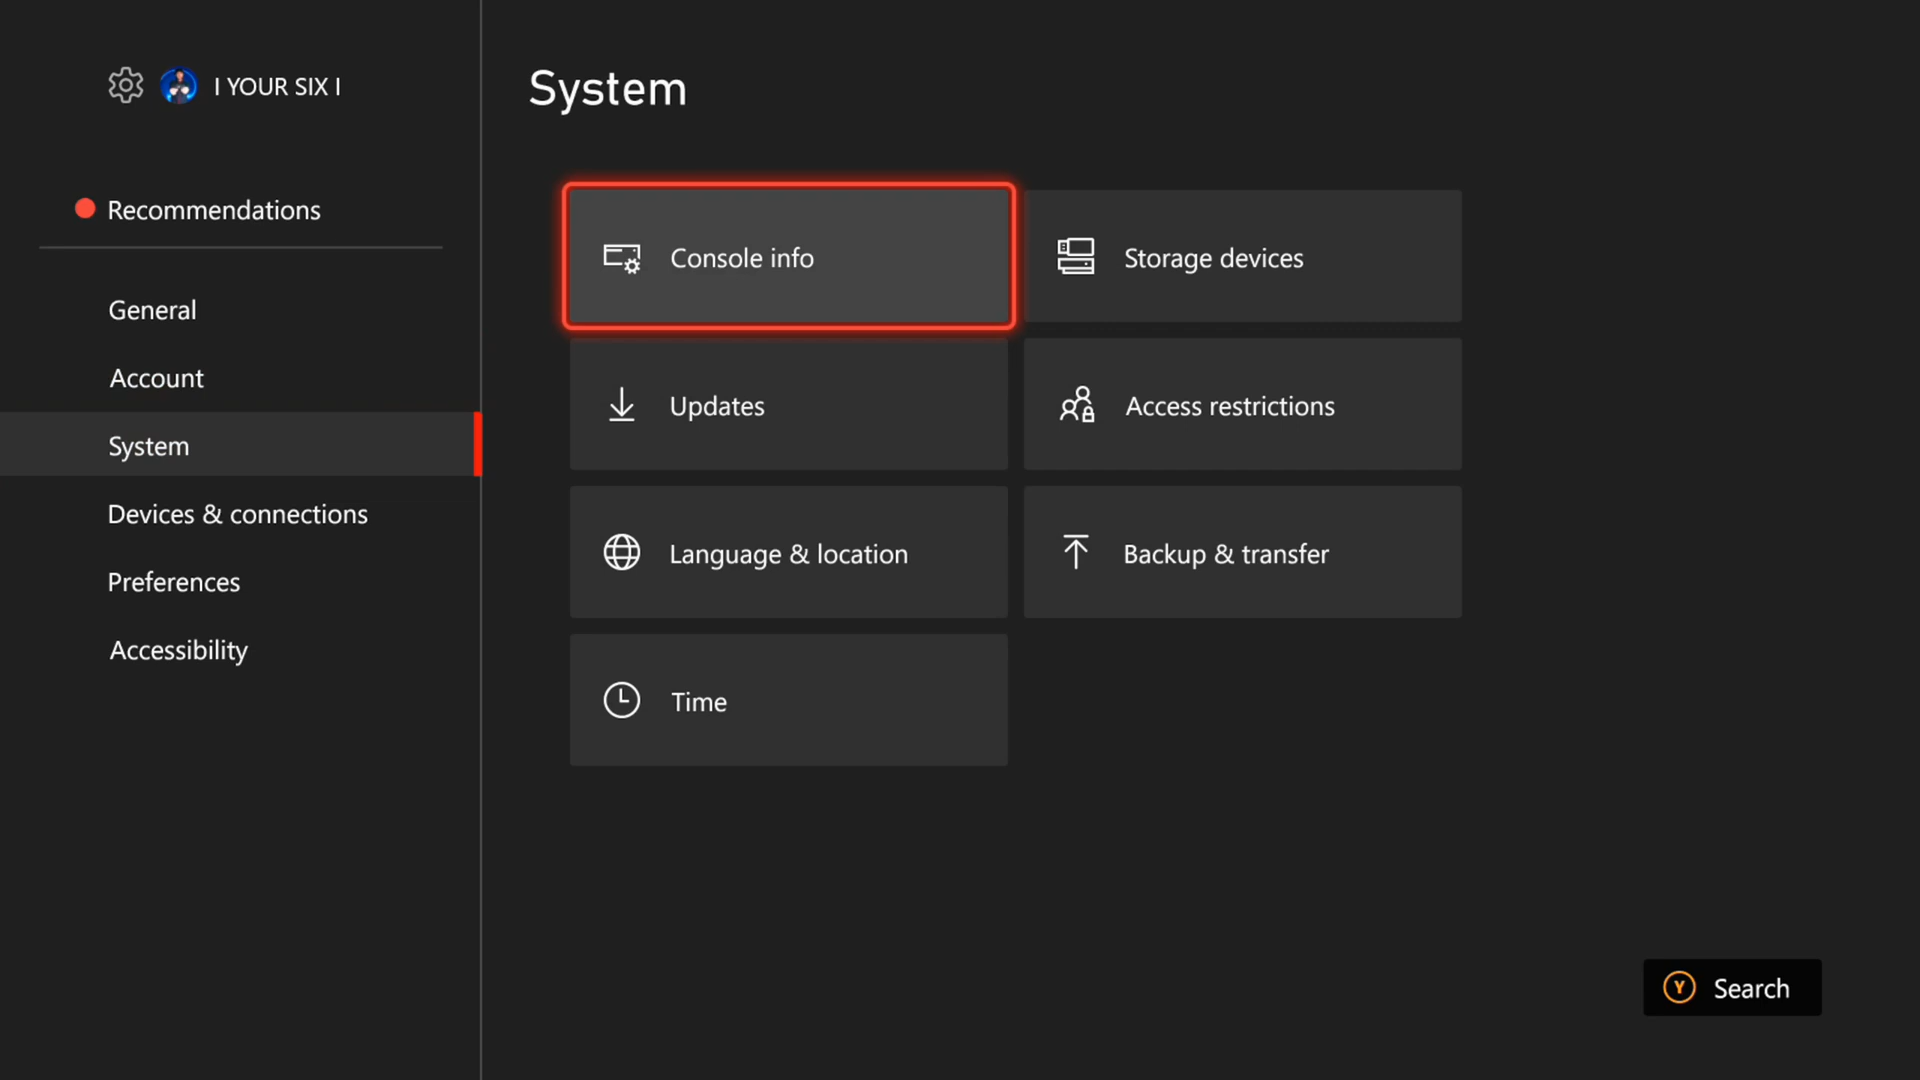 I YOUR SIX I
Recommendations
General
Account
System
Devices & connections
Preferences
Accessibility
System
Console info
Storage devices
Updates
Access restrictions
Language & location
Backup & transfer
Time
Y Search